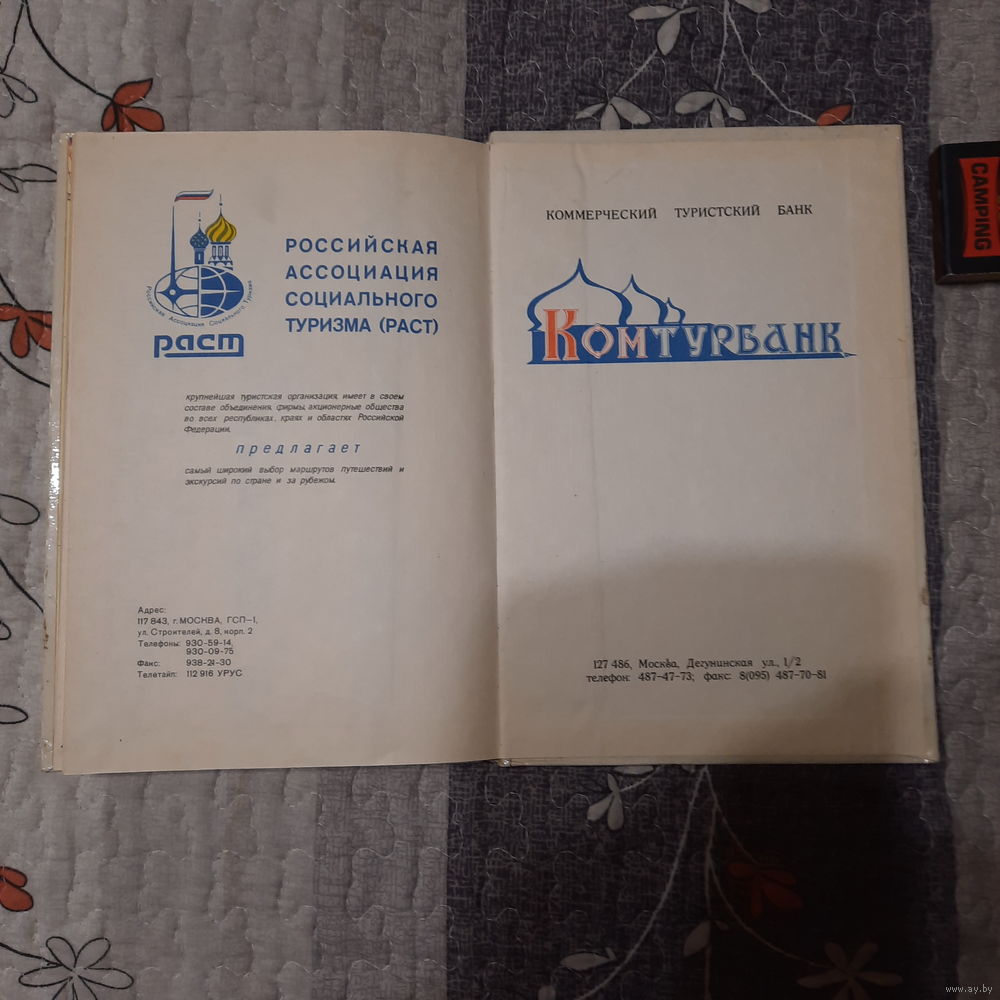 Российская Ассоциация Социального Туризма
раст
РОССИЙСКАЯ
АССОЦИАЦИЯ
СОЦИАЛЬНОГО
ТУРИЗМА (РАСТ)
крупнейшая туристская организация, имеет в своем
составе объединения, фирмы, акционерные общества
во всех республиках, краях и областях Российской
Федерации,
предлагает
самый широкий выбор маршрутов путешествий и
экскурсий по стране и за рубежом.
Адрес:
117 843, г. МОСКВА, ГСП-1,
ул. Строителей, д. 8, корп. 2
Телефоны: 930-59-14,
930-09-75
Факс: 938-21-30
Телетайп: 112 916 УРУС
КОММЕРЧЕСКИЙ ТУРИСТСКИЙ БАНК
КОМТУРБАНК
127 486, Москва, Дегунинская ул., 1/2
телефон: 487-47-73; факс: 8(095) 487-70-81
CAMPING
www.ay.by